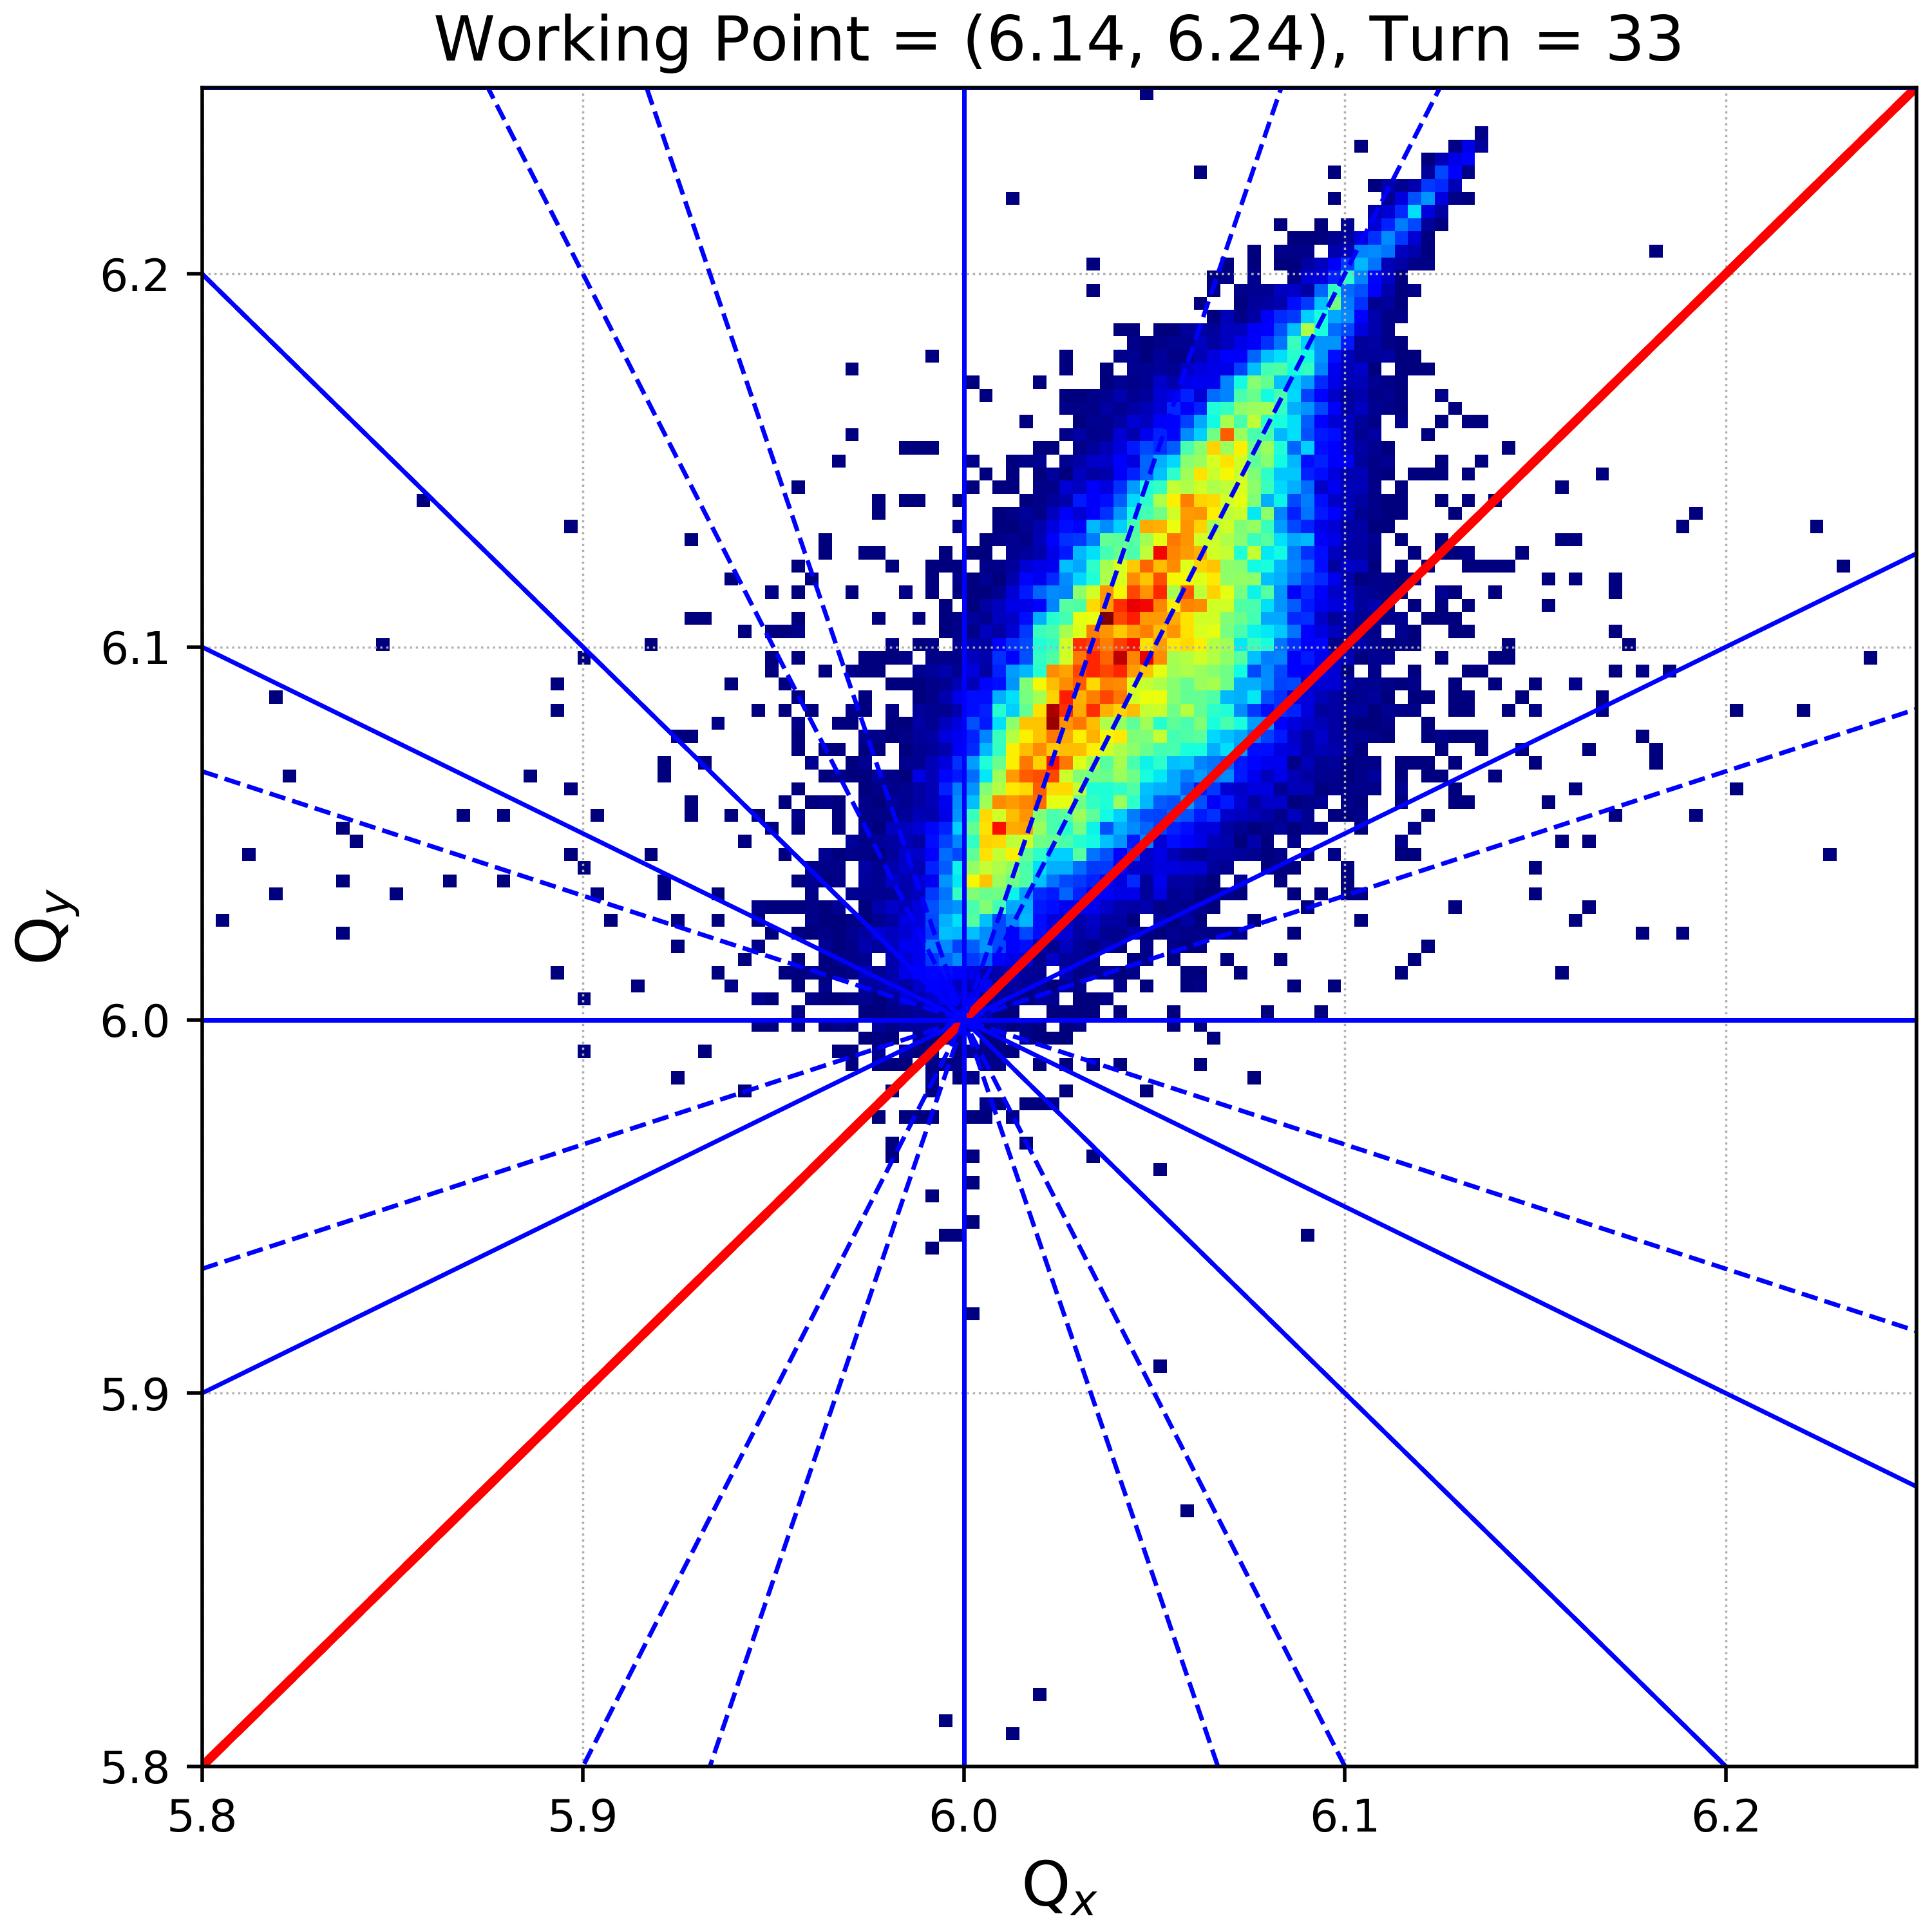 Working Point = (6.14, 6.24), Turn = 33
6.2
6.1
6.0
5.9
5.8
Qy
5.8 5.9 6.0 6.1 6.2
Qx